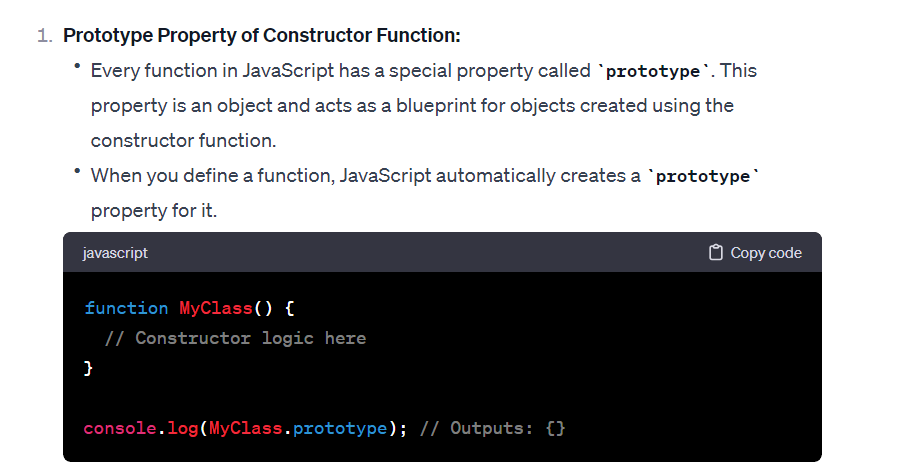 1. Prototype Property of Constructor Function:
• Every function in JavaScript has a special property called `prototype`. This
property is an object and acts as a blueprint for objects created using the
constructor function.
• When you define a function, JavaScript automatically creates a `prototype`
property for it.
javascript Copy code
function MyClass() {
  // Constructor logic here
}
console.log(MyClass.prototype); // Outputs: {}